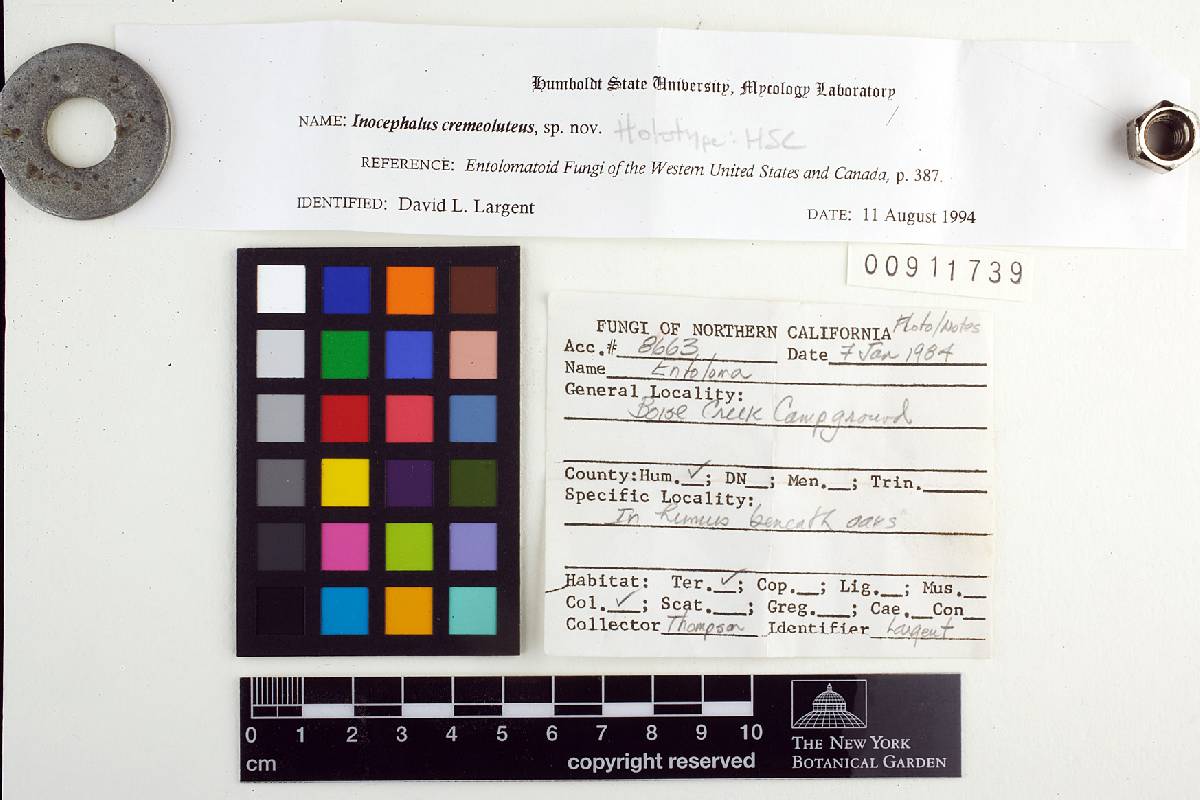 Humboldt State University, Mycology Laboratory
NAME: Inocephalus cremeoluteus, sp. nov. Holotype: HSC
REFERENCE: Entolomatoid Fungi of the Western United States and Canada, p. 387.
IDENTIFIED: David L. Largent DATE: 11 August 1994
00911739
FUNGI OF NORTHERN CALIFORNIA Photo/Notes
Acc.# 8663 Date 7 Jan 1984
Name Entoloma
General Locality:
Boise Creek Campground
County: Hum. ✓; DN__; Men.__; Trin.
Specific Locality:
In humus beneath oaks
Habitat: Ter. ✓; Cop.__; Lig.__; Mus.__
Col. ✓; Scat.__; Greg.__; Cae.__Con__
Collector Thompson Identifier Largent
0 1 2 3 4 5 6 7 8 9 10
cm copyright reserved
THE NEW YORK
BOTANICAL GARDEN